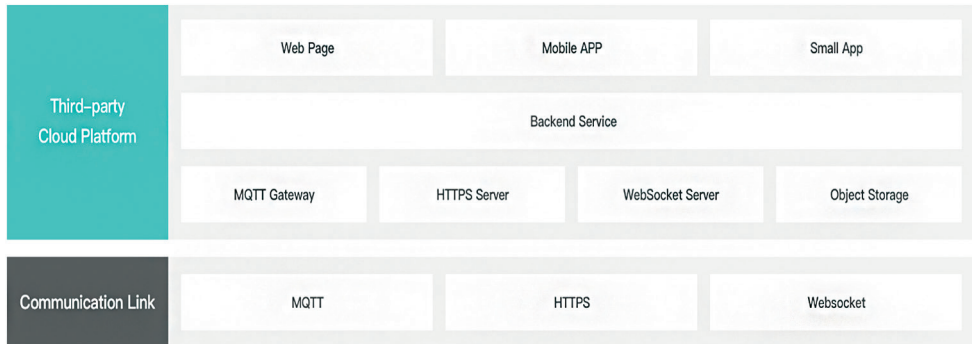 Third-party
Cloud Platform
Web Page
Mobile APP
Small App
Backend Service
MQTT Gateway
HTTPS Server
WebSocket Server
Object Storage
Communication Link
MQTT
HTTPS
Websocket